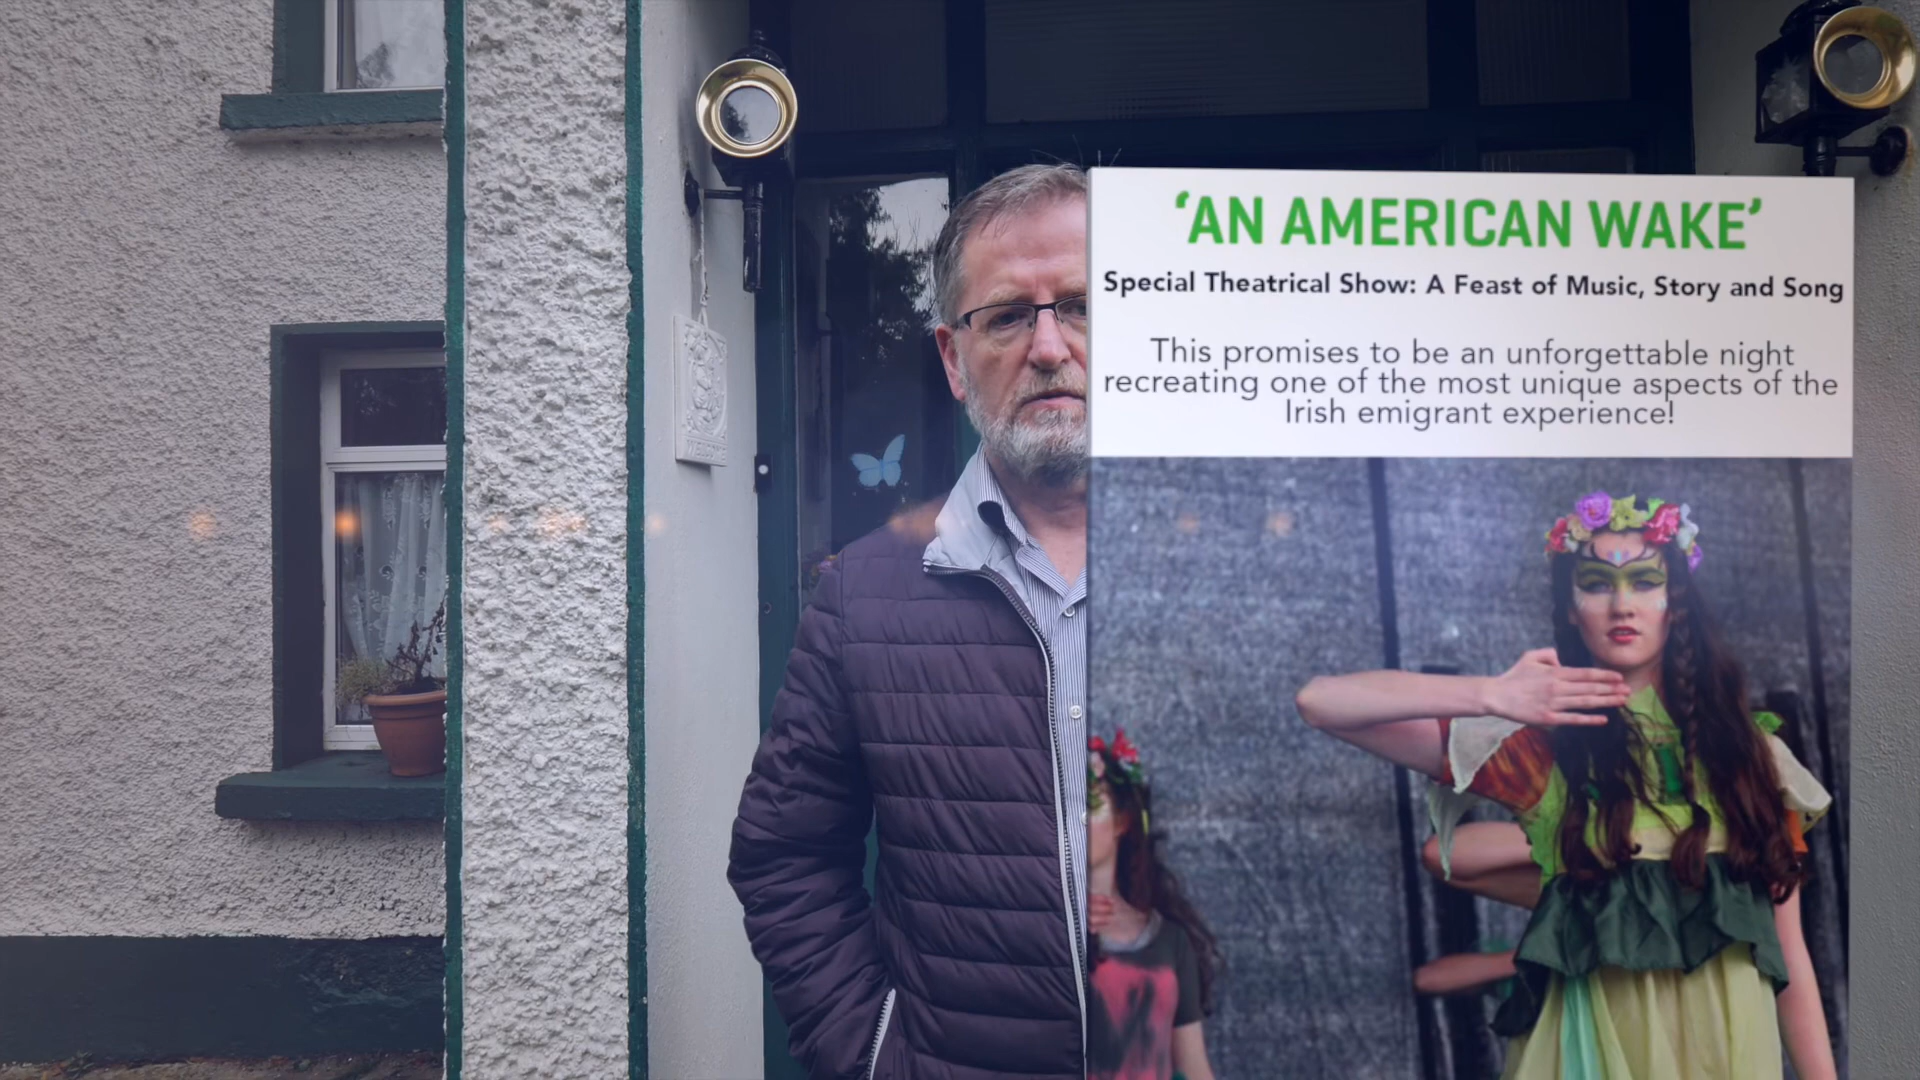 WELCOME
‘AN AMERICAN WAKE’
Special Theatrical Show: A Feast of Music, Story and Song
This promises to be an unforgettable night
recreating one of the most unique aspects of the
Irish emigrant experience!